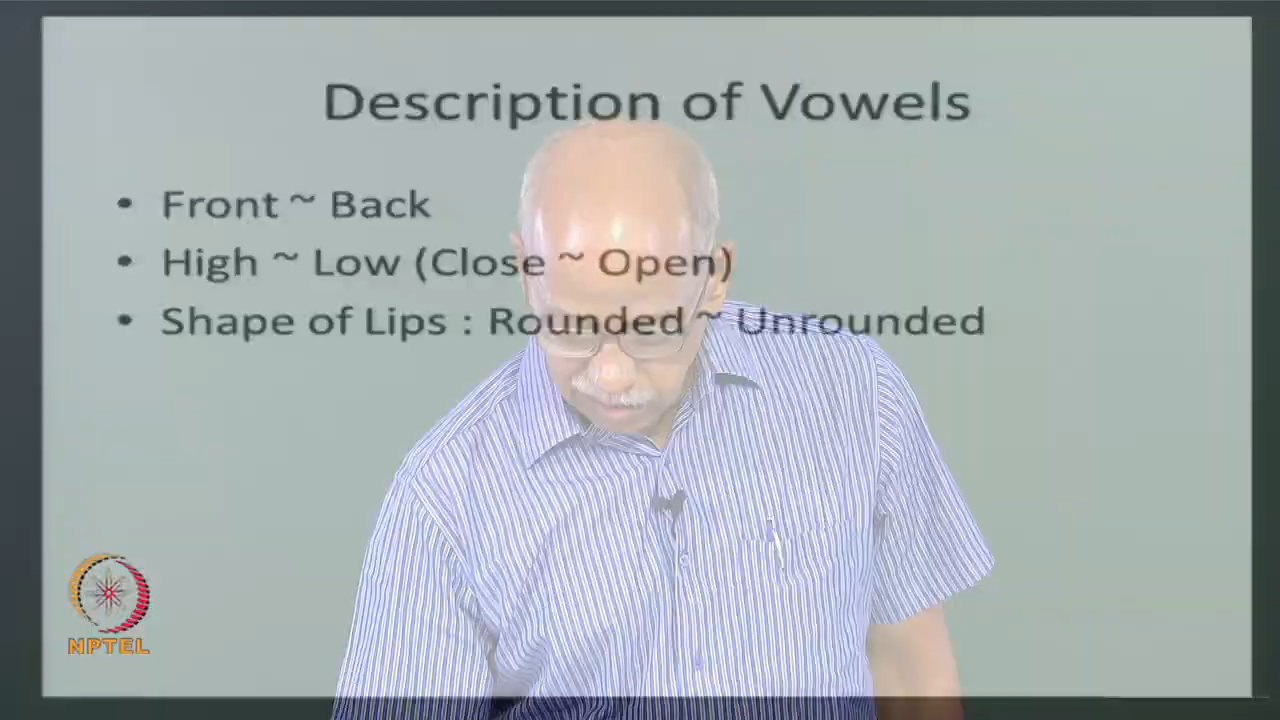 Description of Vowels
• Front ~ Back
• High ~ Low (Close ~ Open)
• Shape of Lips : Rounded ~ Unrounded
NPTEL